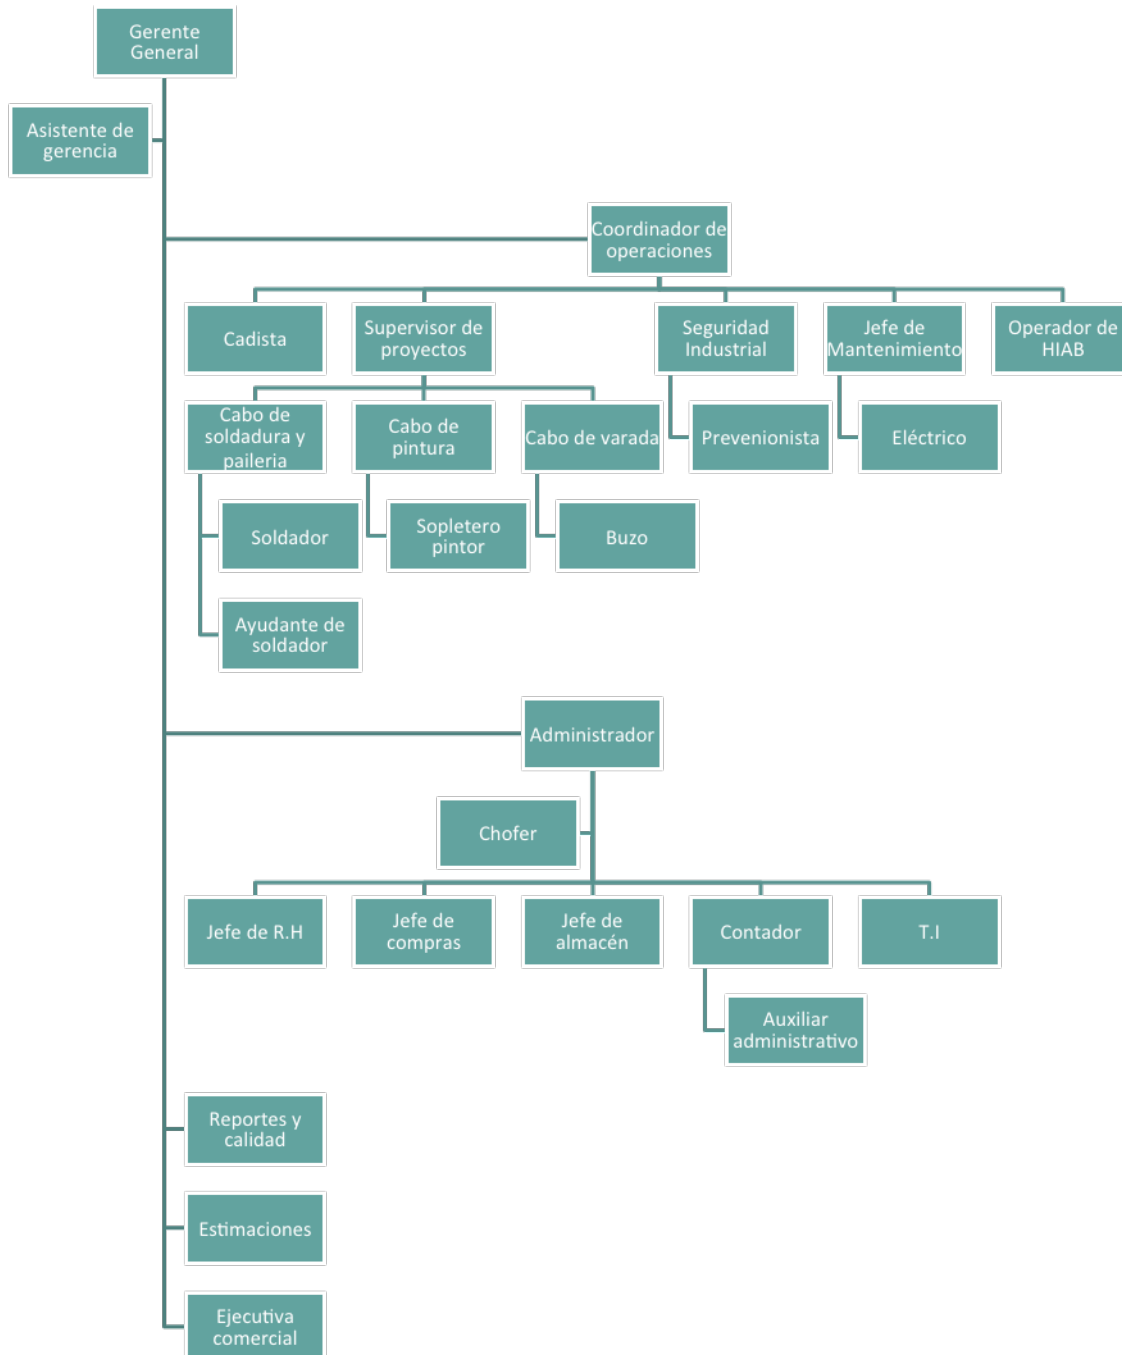 Gerente
General
Asistente de
gerencia
Coordinador de
operaciones
Cadista
Supervisor de
proyectos
Seguridad
Industrial
Jefe de
Mantenimiento
Operador de
HIAB
Cabo de
soldadura y
paileria
Cabo de
pintura
Cabo de varada
Prevenionista
Eléctrico
Soldador
Sopletero
pintor
Buzo
Ayudante de
soldador
Administrador
Chofer
Jefe de R.H
Jefe de
compras
Jefe de
almacén
Contador
T.I
Auxiliar
administrativo
Reportes y
calidad
Estimaciones
Ejecutiva
comercial